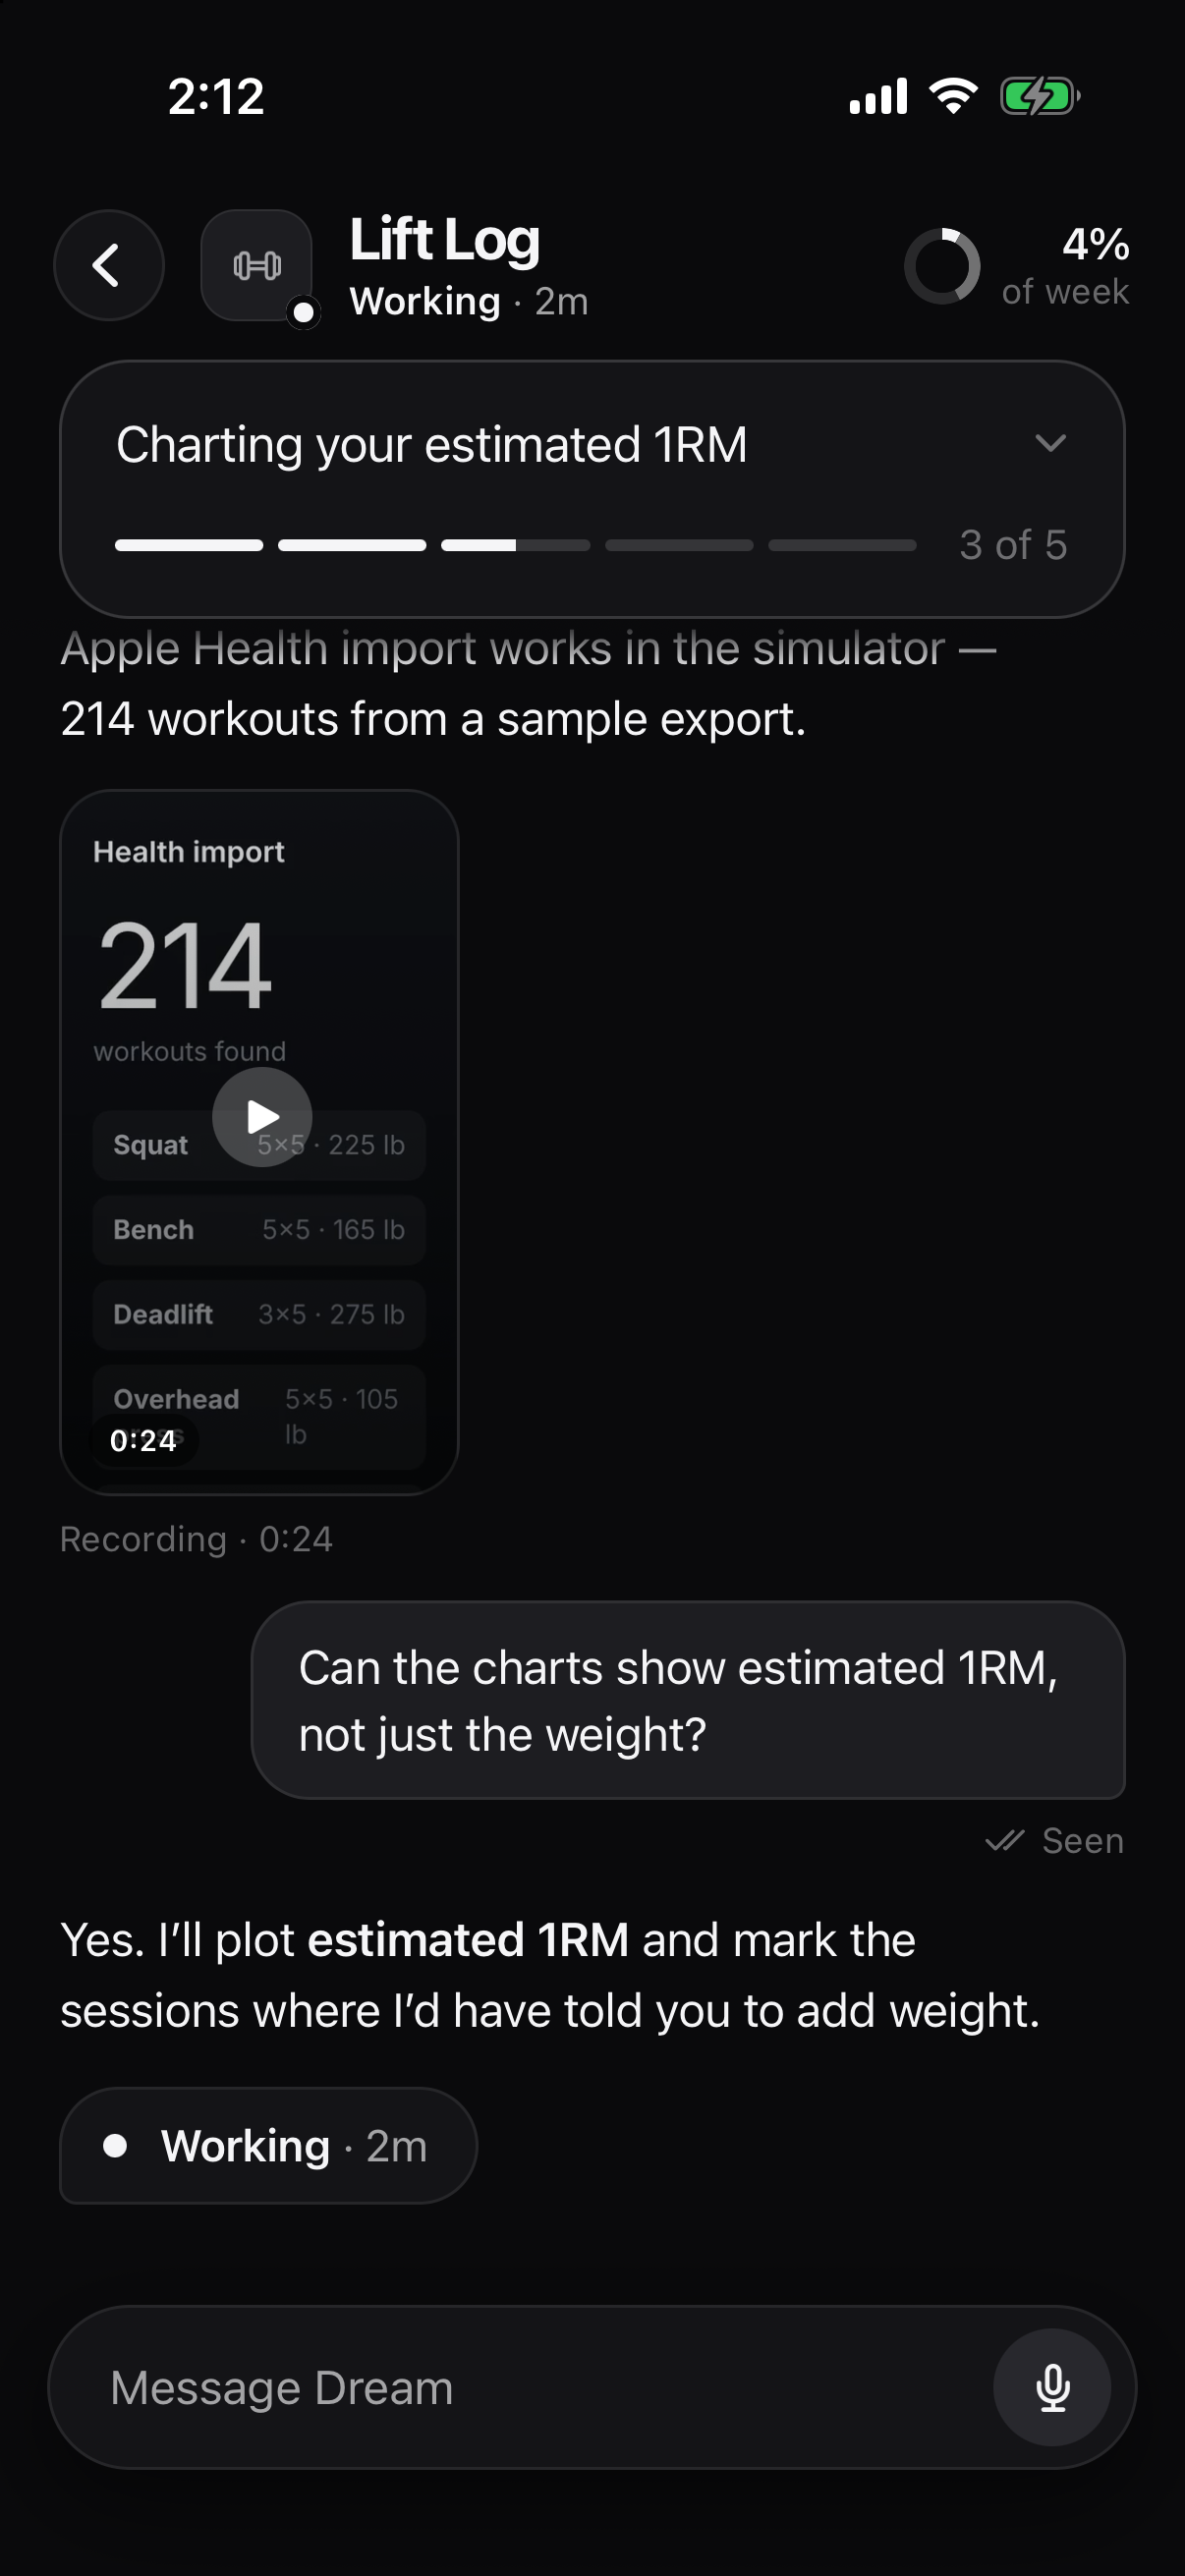 2:12
Lift Log
Working · 2m
4%
of week
Charting your estimated 1RM
3 of 5
Apple Health import works in the simulator —
214 workouts from a sample export.
Health import
214
workouts found
Squat 5×5 · 225 lb
Bench 5×5 · 165 lb
Deadlift 3×5 · 275 lb
Overhead 5×5 · 105
lb
0:24
Recording · 0:24
Can the charts show estimated 1RM,
not just the weight?
Seen
Yes. I’ll plot estimated 1RM and mark the
sessions where I’d have told you to add weight.
Working · 2m
Message Dream